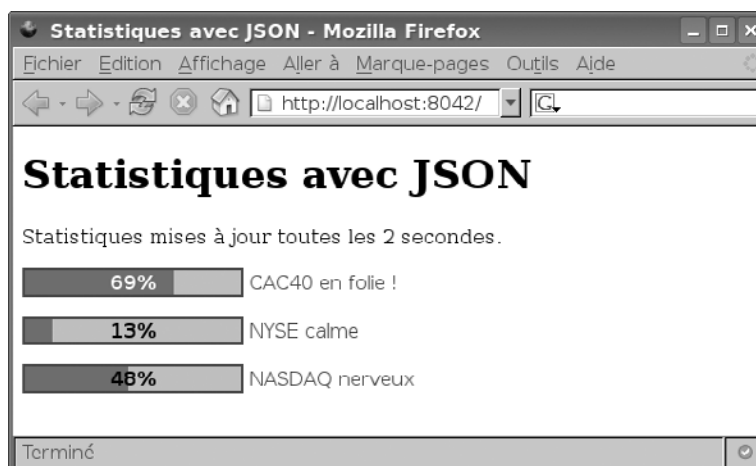 Statistiques avec JSON - Mozilla Firefox
Fichier Edition Affichage Aller à Marque-pages Outils Aide
http://localhost:8042/ G
Statistiques avec JSON
Statistiques mises à jour toutes les 2 secondes.
69% CAC40 en folie !
13% NYSE calme
48% NASDAQ nerveux
Terminé